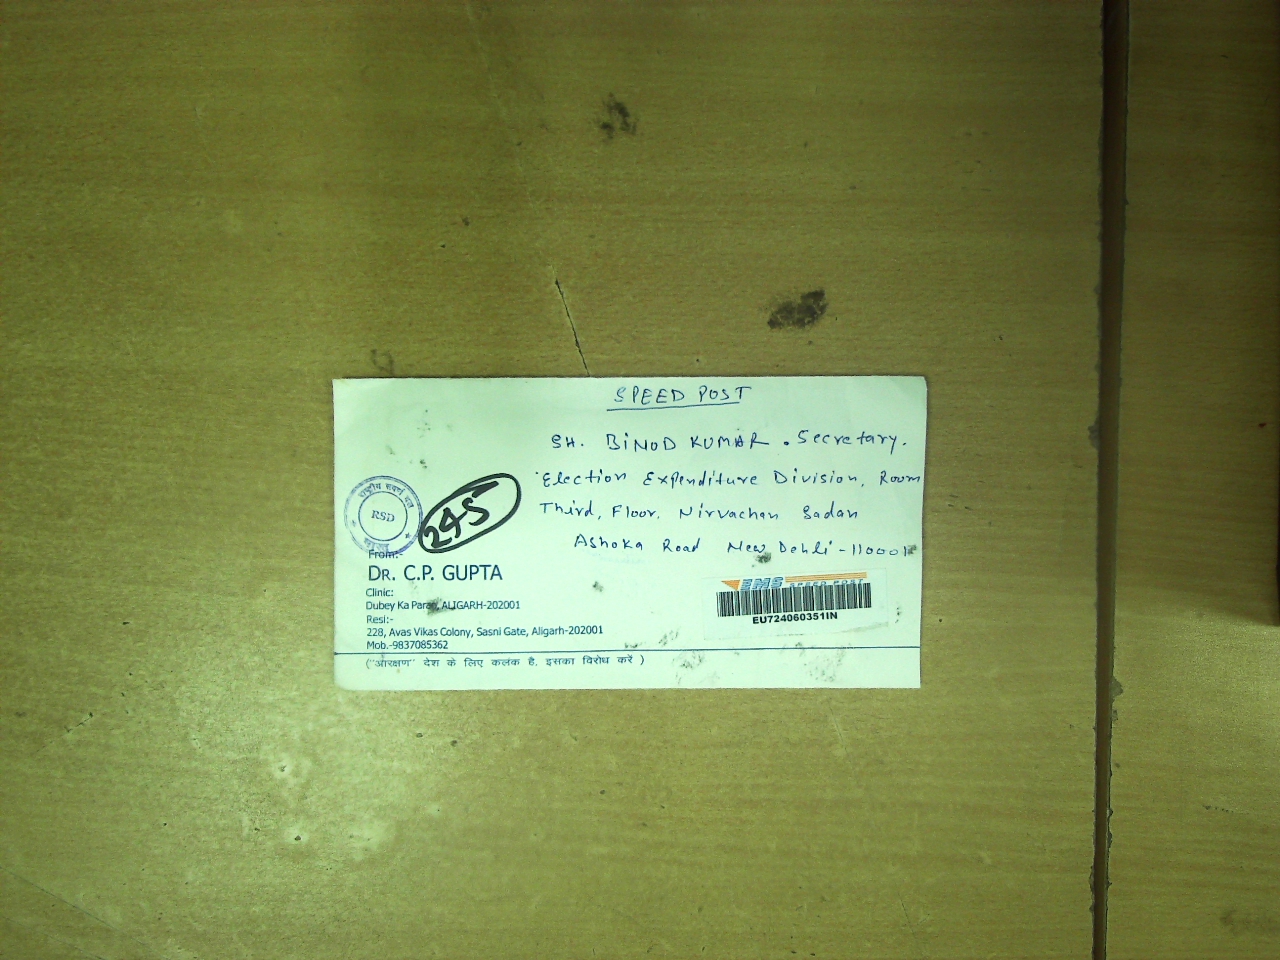 SPEED POST
SH. BINOD KUMAR . Secretary.
Election Expenditure Division, Room
Third, Floor, Nirvachan Sadan
Ashoka Road New Dehli - 110001
राष्ट्रीय सवर्ण दल
RSD
245
From:-
DR. C.P. GUPTA
Clinic:
Dubey Ka Parao, ALIGARH-202001
Resi:-
228, Avas Vikas Colony, Sasni Gate, Aligarh-202001
Mob.-9837085362
EMS SPEED POST
EU724060351IN
("आरक्षण" देश के लिए कलंक है, इसका विरोध करें )